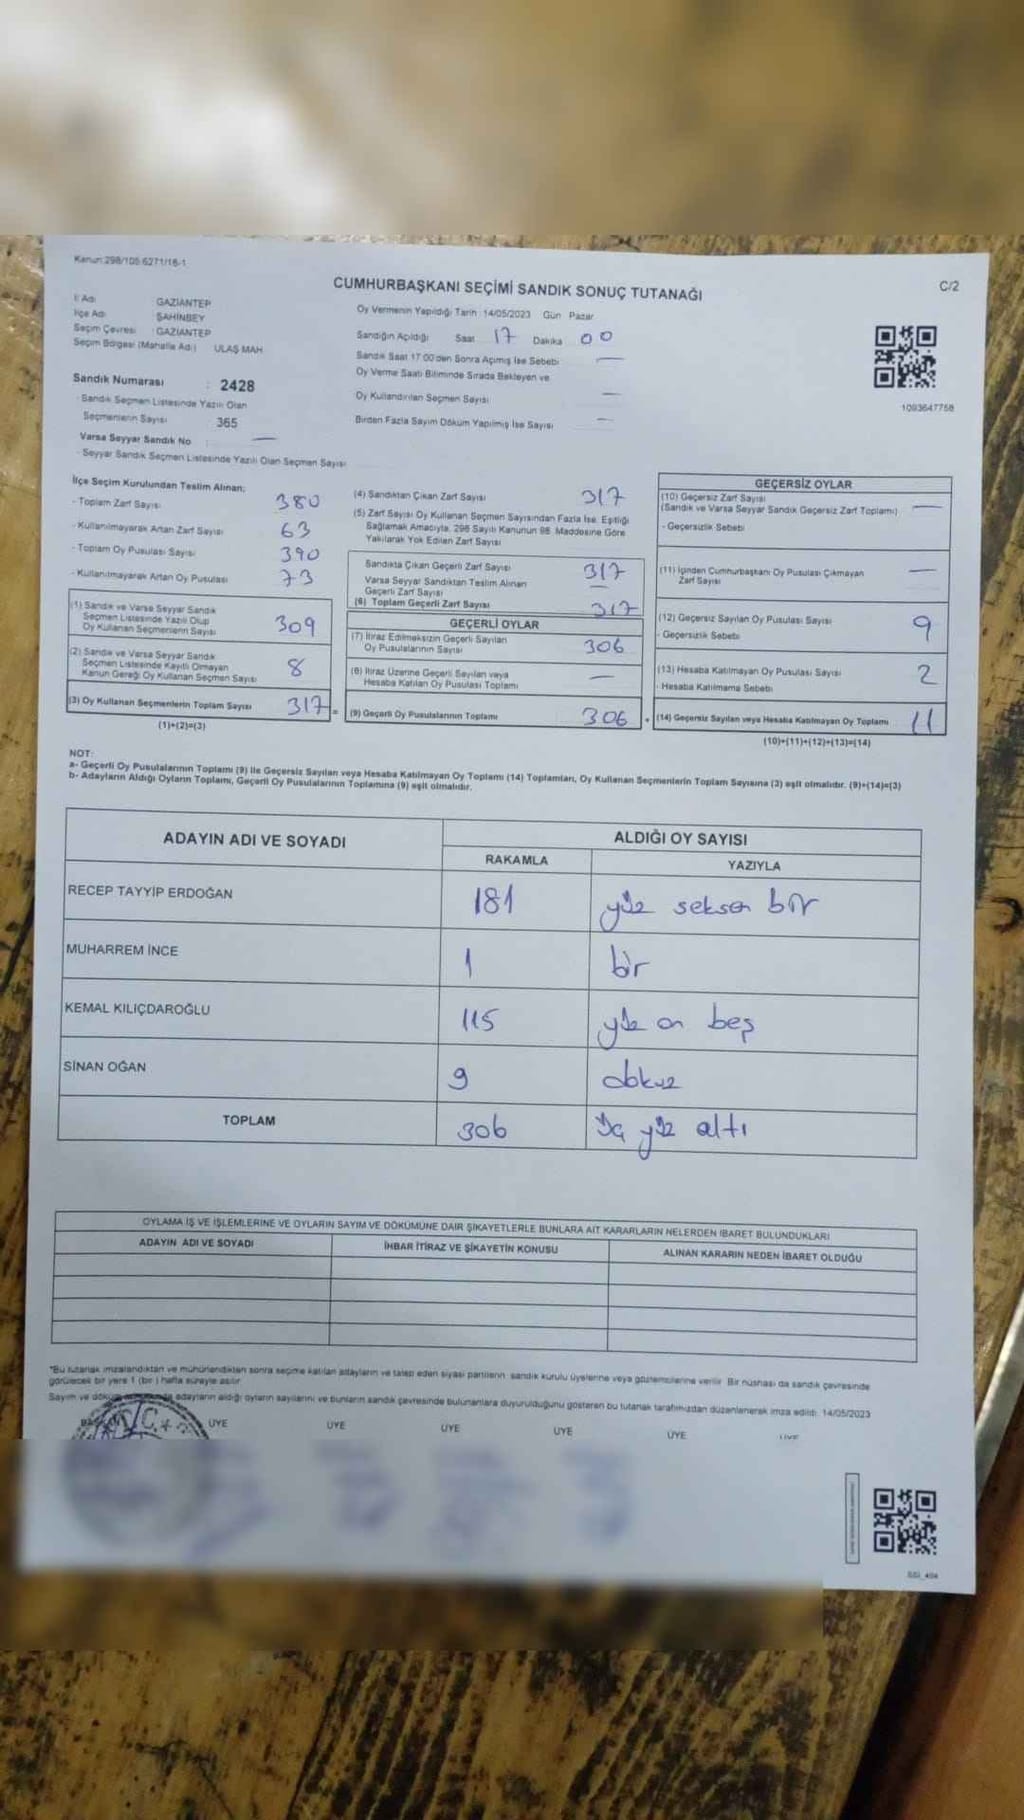 Kanun:298/105 6271/16-1
C/2
CUMHURBAŞKANI SEÇİMİ SANDIK SONUÇ TUTANAĞI
İl Adı GAZİANTEP
İlçe Adı ŞAHİNBEY
Seçim Çevresi : GAZİANTEP
Seçim Bölgesi (Mahalle Adı) ULAŞ MAH
Sandık Numarası : 2428
- Sandık Seçmen Listesinde Yazılı Olan
Seçmenlerin Sayısı 365
Varsa Seyyar Sandık No —
- Seyyar Sandık Seçmen Listesinde Yazılı Olan Seçmen Sayısı
Oy Vermenin Yapıldığı Tarih 14/05/2023 Gün Pazar
Sandığın Açıldığı Saat 17 Dakika 00
Sandık Saat 17:00'den Sonra Açılmış İse Sebebi —
Oy Verme Saati Bitiminde Sırada Bekleyen ve
Oy Kullandırılan Seçmen Sayısı —
Birden Fazla Sayım Döküm Yapılmış İse Sayısı —
1093647758
İlçe Seçim Kurulundan Teslim Alınan;
- Toplam Zarf Sayısı 380
- Kullanılmayarak Artan Zarf Sayısı 63
- Toplam Oy Pusulası Sayısı 390
- Kullanılmayarak Artan Oy Pusulası 73
(1) Sandık ve Varsa Seyyar Sandık
Seçmen Listesinde Yazılı Olup
Oy Kullanan Seçmenlerin Sayısı 309
(2) Sandık ve Varsa Seyyar Sandık
Seçmen Listesinde Kayıtlı Olmayan
Kanun Gereği Oy Kullanan Seçmen Sayısı 8
(3) Oy Kullanan Seçmenlerin Toplam Sayısı 317 =
(1)+(2)=(3)
(4) Sandıktan Çıkan Zarf Sayısı 317
(5) Zarf Sayısı Oy Kullanan Seçmen Sayısından Fazla İse, Eşitliği
Sağlamak Amacıyla, 298 Sayılı Kanunun 98. Maddesine Göre
Yakılarak Yok Edilen Zarf Sayısı
Sandıkta Çıkan Geçerli Zarf Sayısı 317
Varsa Seyyar Sandıktan Teslim Alınan
Geçerli Zarf Sayısı —
(6) Toplam Geçerli Zarf Sayısı 317
GEÇERLİ OYLAR
(7) İtiraz Edilmeksizin Geçerli Sayılan
Oy Pusulalarının Sayısı 306
(8) İtiraz Üzerine Geçerli Sayılan veya
Hesaba Katılan Oy Pusulası Toplamı —
(9) Geçerli Oy Pusulalarının Toplamı 306 +
GEÇERSİZ OYLAR
(10) Geçersiz Zarf Sayısı
(Sandık ve Varsa Seyyar Sandık Geçersiz Zarf Toplamı) —
- Geçersizlik Sebebi
(11) İçinden Cumhurbaşkanı Oy Pusulası Çıkmayan
Zarf Sayısı —
(12) Geçersiz Sayılan Oy Pusulası Sayısı 9
- Geçersizlik Sebebi
(13) Hesaba Katılmayan Oy Pusulası Sayısı 2
- Hesaba Katılmama Sebebi
(14) Geçersiz Sayılan veya Hesaba Katılmayan Oy Toplamı 11
(10)+(11)+(12)+(13)=(14)
NOT:
a- Geçerli Oy Pusulalarının Toplamı (9) ile Geçersiz Sayılan veya Hesaba Katılmayan Oy Toplamı (14) Toplamları, Oy Kullanan Seçmenlerin Toplam Sayısına (3) eşit olmalıdır. (9)+(14)=(3)
b- Adayların Aldığı Oyların Toplamı, Geçerli Oy Pusulalarının Toplamına (9) eşit olmalıdır.
ADAYIN ADI VE SOYADI
ALDIĞI OY SAYISI
RAKAMLA YAZIYLA
RECEP TAYYİP ERDOĞAN 181 yüz seksen bir
MUHARREM İNCE 1 bir
KEMAL KILIÇDAROĞLU 115 yüz on beş
SİNAN OĞAN 9 dokuz
TOPLAM 306 üç yüz altı
OYLAMA İŞ VE İŞLEMLERİNE VE OYLARIN SAYIM VE DÖKÜMÜNE DAİR ŞİKAYETLERLE BUNLARA AİT KARARLARIN NELERDEN İBARET BULUNDUKLARI
ADAYIN ADI VE SOYADI İHBAR İTİRAZ VE ŞİKAYETİN KONUSU ALINAN KARARIN NEDEN İBARET OLDUĞU
*Bu tutanak imzalandıktan ve mühürlendikten sonra seçime katılan adayların ve talep eden siyasi partilerin sandık kurulu üyelerine veya gözlemcilerine verilir. Bir nüshası da sandık çevresinde
görülecek bir yere 1 (bir) hafta süreyle asılır
Sayım ve döküm adayların aldığı oyların sayılarını ve bunların sandık çevresinde bulunanlara duyurulduğunu gösteren bu tutanak tarafımızdan düzenlenerek imza edildi. 14/05/2023
ÜYE ÜYE ÜYE ÜYE ÜYE ÜYE